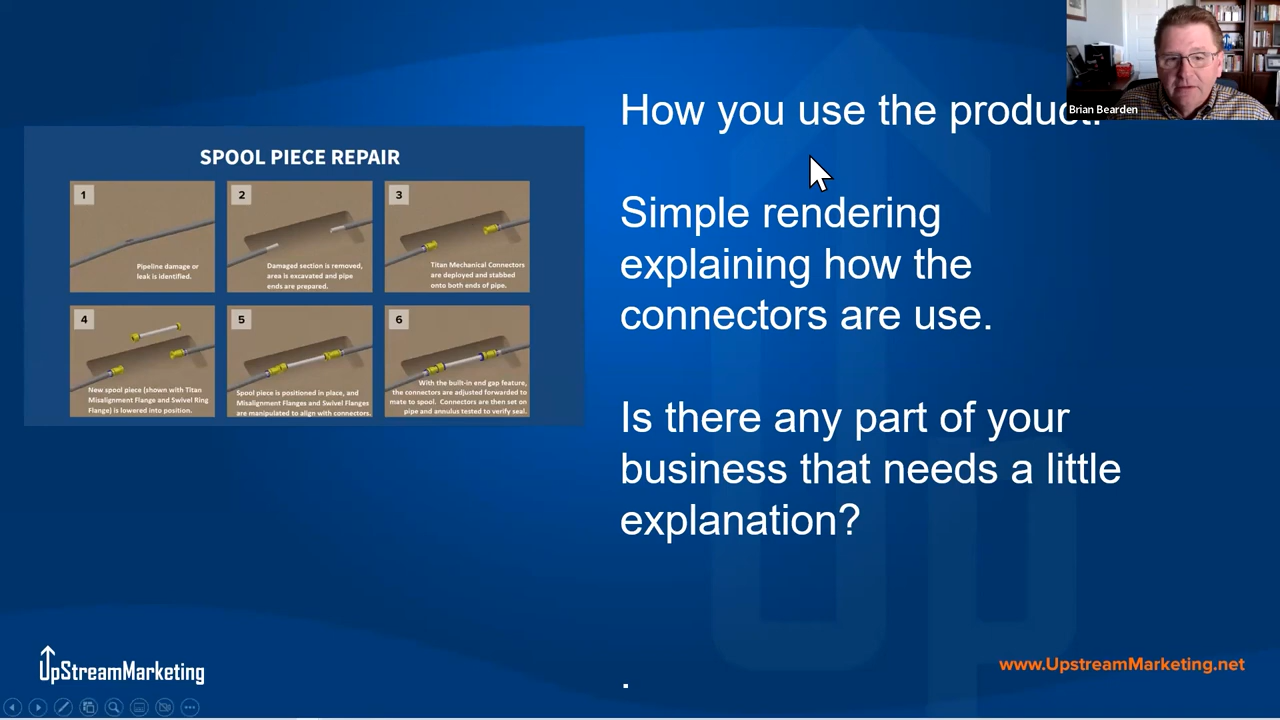 SPOOL PIECE REPAIR
1
Pipeline damage or
leak is identified.
2
Damaged section is removed,
area is excavated and pipe
ends are prepared.
3
Titan Mechanical Connectors
are deployed and stabbed
onto both ends of pipe.
4
New spool piece (shown with Titan
Misalignment Flange and Swivel Ring
Flange) is lowered into position.
5
Spool piece is positioned in place, and
Misalignment Flanges and Swivel Flanges
are manipulated to align with connectors.
6
With the built-in end gap feature,
the connectors are adjusted forwarded to
mate to spool. Connectors are then set on
pipe and annulus tested to verify seal.
How you use the product.
Simple rendering
explaining how the
connectors are use.
Is there any part of your
business that needs a little
explanation?
.
Brian Bearden
UpStreamMarketing
www.UpstreamMarketing.net